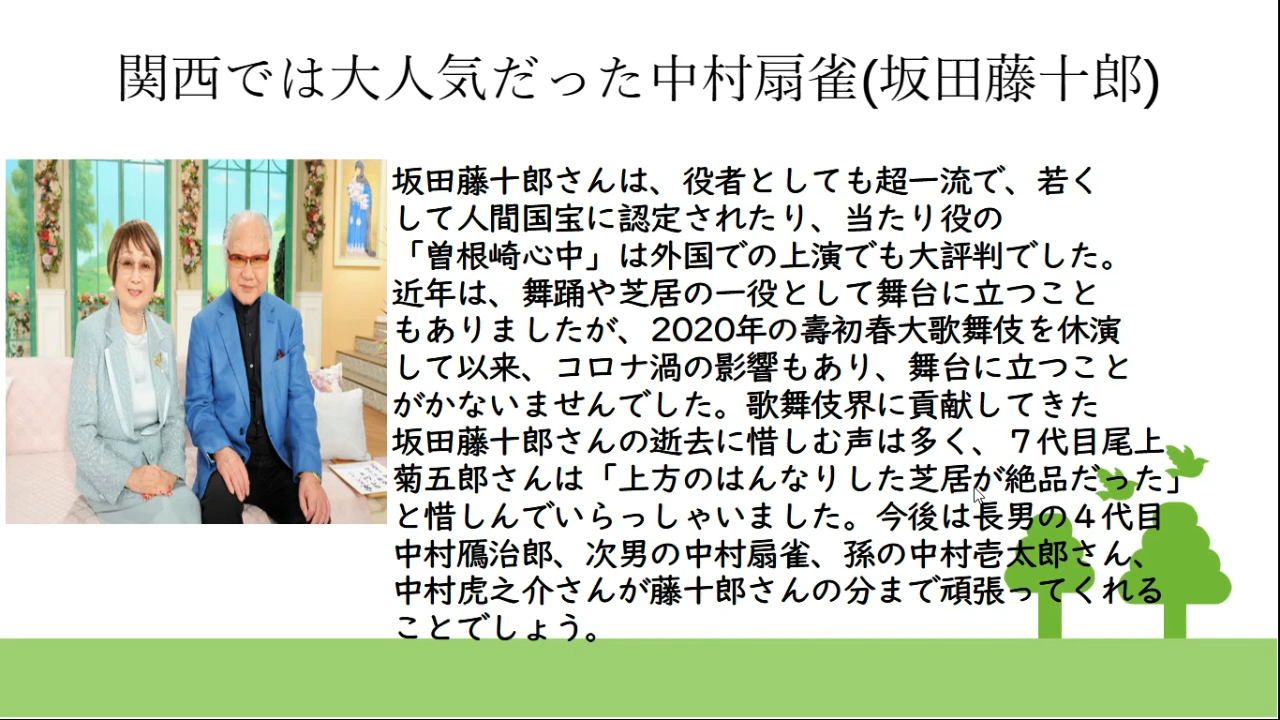 関西では大人気だった中村扇雀(坂田藤十郎)
坂田藤十郎さんは、役者としても超一流で、若く
して人間国宝に認定されたり、当たり役の
「曽根崎心中」は外国での上演でも大評判でした。
近年は、舞踊や芝居の一役として舞台に立つこと
もありましたが、2020年の壽初春大歌舞伎を休演
して以来、コロナ渦の影響もあり、舞台に立つこと
がかないませんでした。歌舞伎界に貢献してきた
坂田藤十郎さんの逝去に惜しむ声は多く、７代目尾上
菊五郎さんは「上方のはんなりした芝居が絶品だった」
と惜しんでいらっしゃいました。今後は長男の４代目
中村鴈治郎、次男の中村扇雀、孫の中村壱太郎さん、
中村虎之介さんが藤十郎さんの分まで頑張ってくれる
ことでしょう。